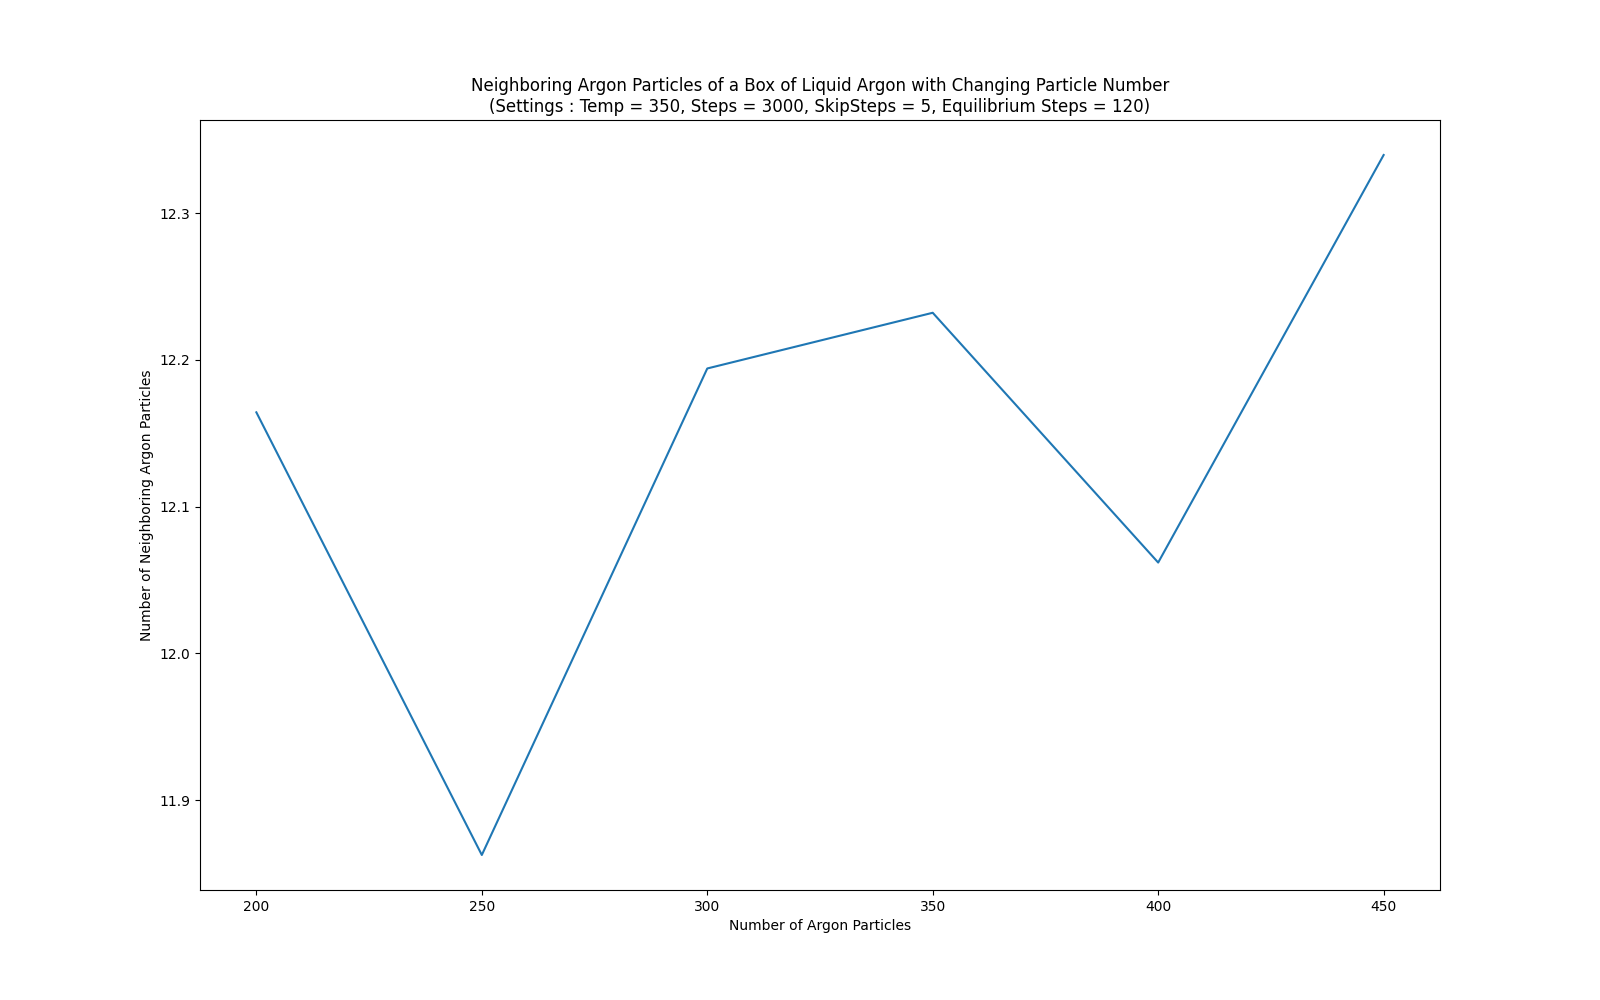 Neighboring Argon Particles of a Box of Liquid Argon with Changing Particle Number
(Settings : Temp = 350, Steps = 3000, SkipSteps = 5, Equilibrium Steps = 120)
12.3
12.2
12.1
12.0
11.9
Number of Neighboring Argon Particles
200 250 300 350 400 450
Number of Argon Particles